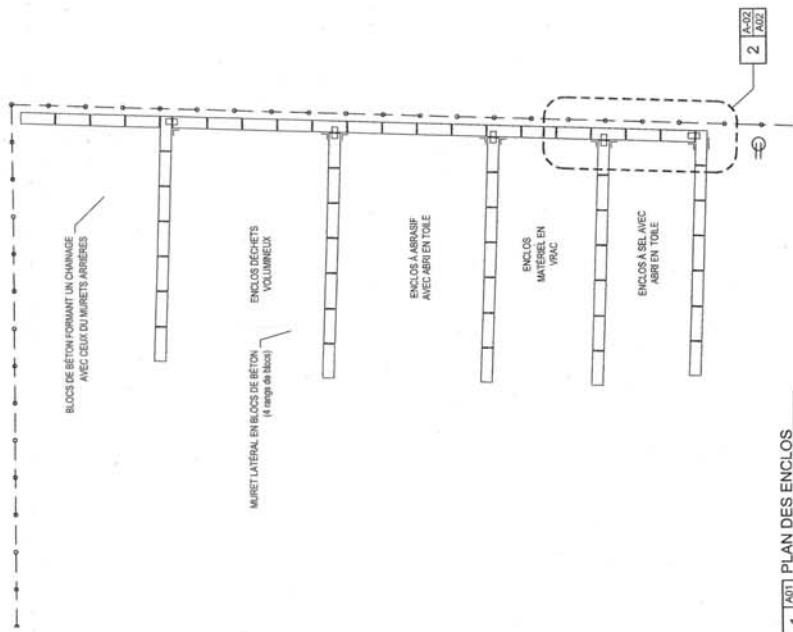 BLOCS DE BÉTON FORMANT UN CHAINAGE
AVEC CEUX DU MURETS ARRIÈRES
ENCLOS DÉCHETS
VOLUMINEUX
MURET LATÉRAL EN BLOCS DE BÉTON
(4 rangs de blocs)
ENCLOS À ABRASIF
AVEC ABRI EN TOILE
ENCLOS
MATÉRIEL EN
VRAC
ENCLOS À SEL AVEC
ABRI EN TOILE
2
A-02
A02
1
A01
PLAN DES ENCLOS